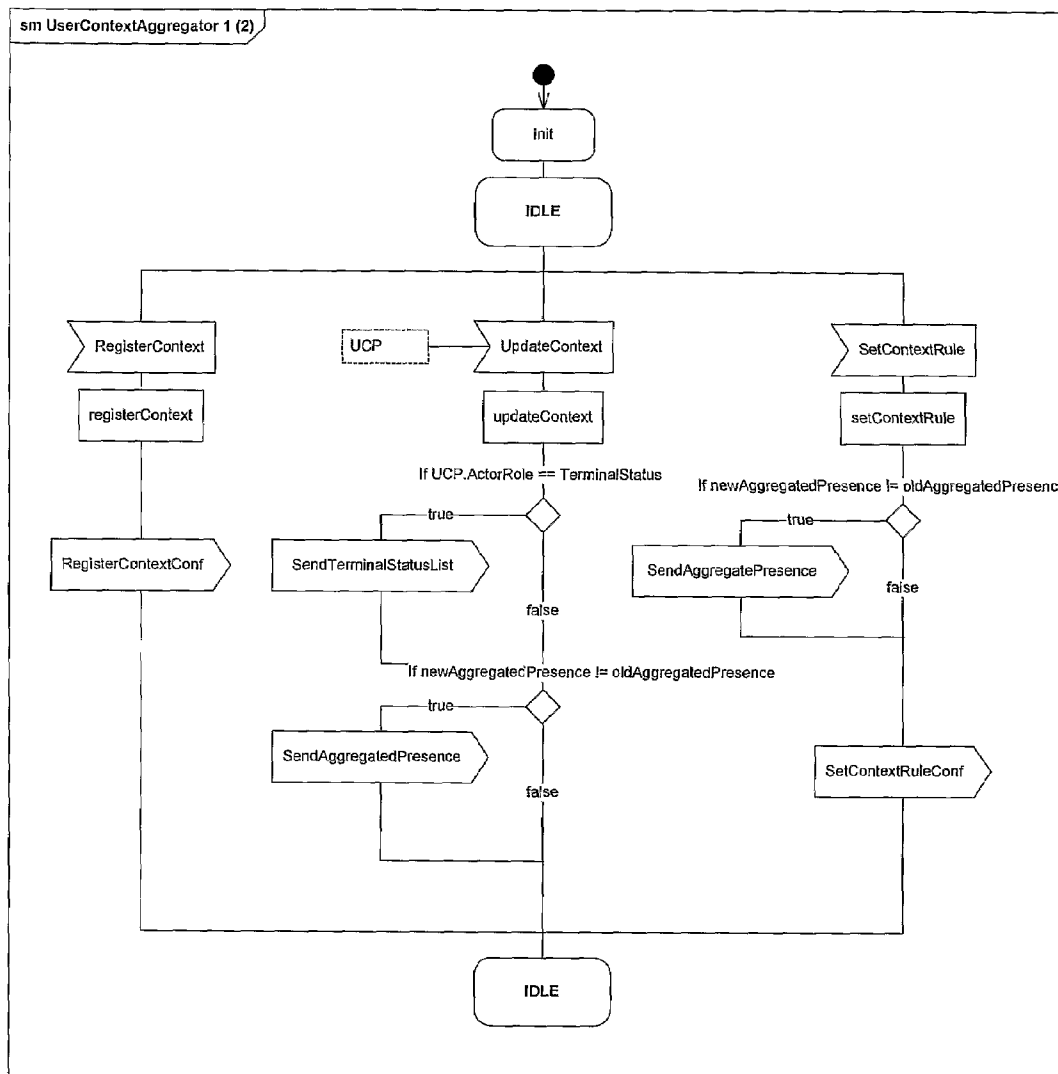 sm UserContextAggregator 1 (2)
Init
IDLE
RegisterContext
UCP
UpdateContext
SetContextRule
registerContext
updateContext
setContextRule
If UCP.ActorRole == TerminalStatus
If newAggregatedPresence != oldAggregatedPresenc
true
true
RegisterContextConf
SendTerminalStatusList
SendAggregatePresence
false
false
If newAggregatedPresence != oldAggregatedPresence
true
SendAggregatedPresence
SetContextRuleConf
false
IDLE